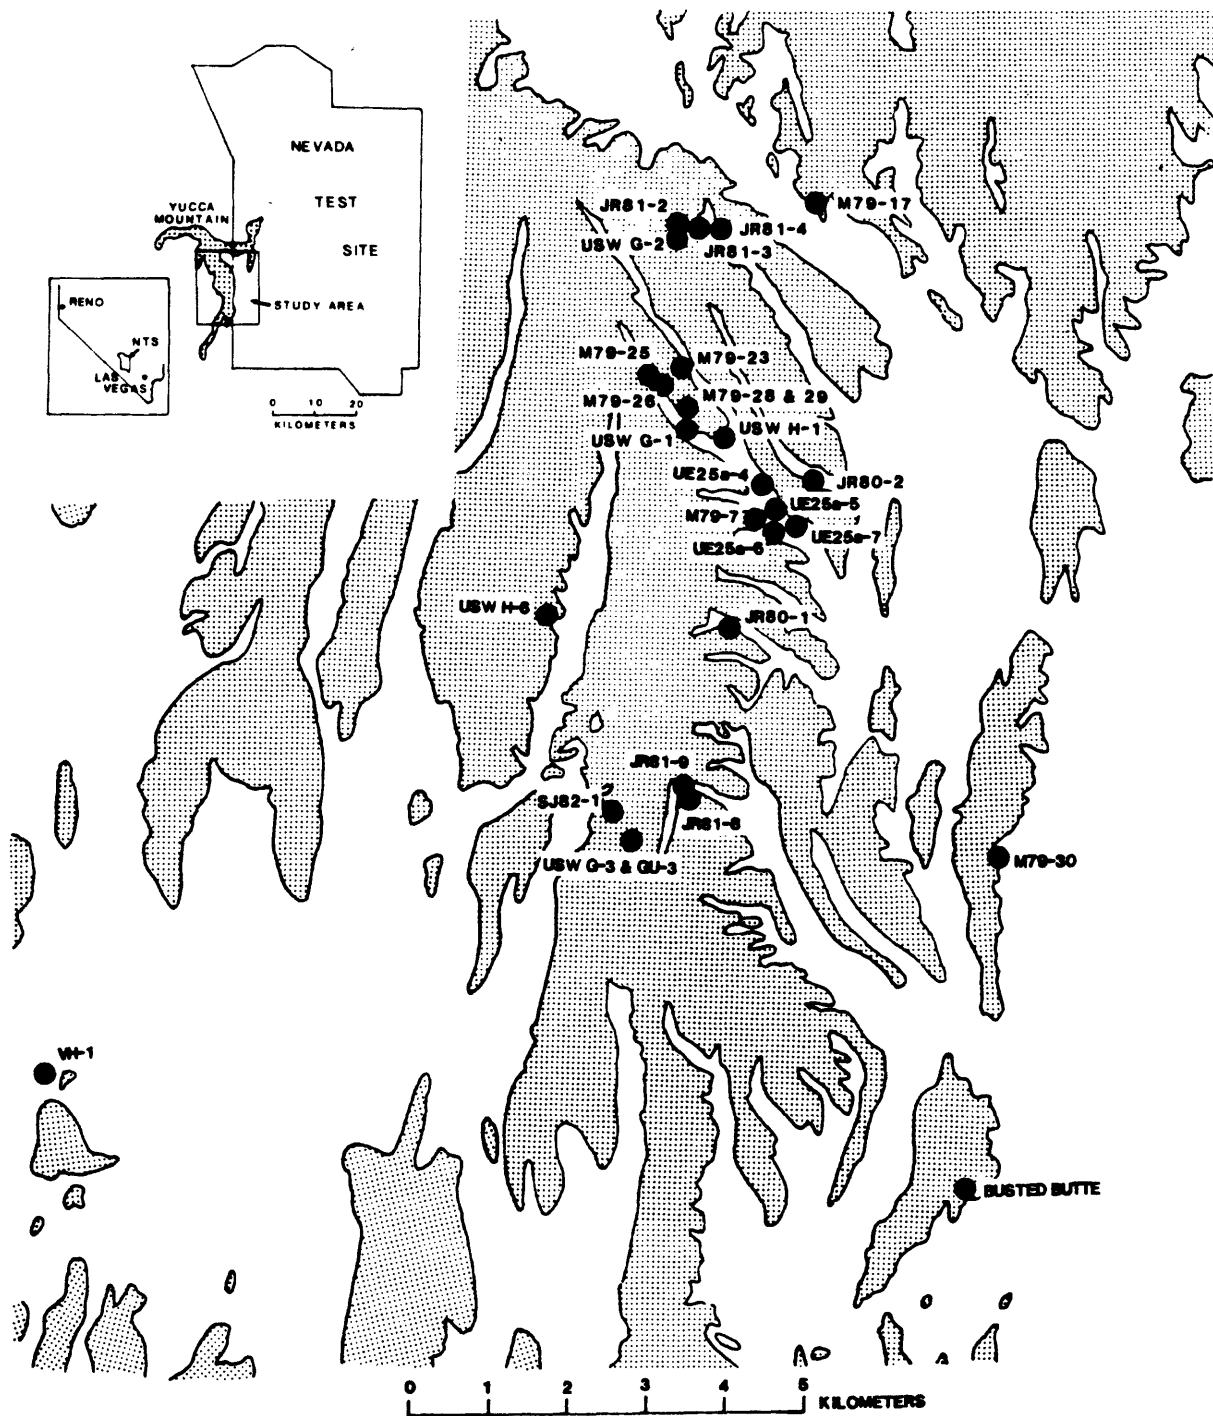 NEVADA
TEST
SITE
YUCCA
MOUNTAIN
STUDY AREA
RENO
NTS
LAS
VEGAS
0 10 20
KILOMETERS
JR81-2
USW G-2
JR81-4
JR81-3
M79-17
M79-25
M79-23
M79-26
M79-28 & 29
USW G-1
USW H-1
UE25a-4
JR80-2
UE25a-5
M79-7
UE25a-7
UE25a-6
USW H-6
JR80-1
JR81-9
SJ82-1
JR81-8
USW G-3 & GU-3
M79-30
VH-1
BUSTED BUTTE
0 1 2 3 4 5
KILOMETERS